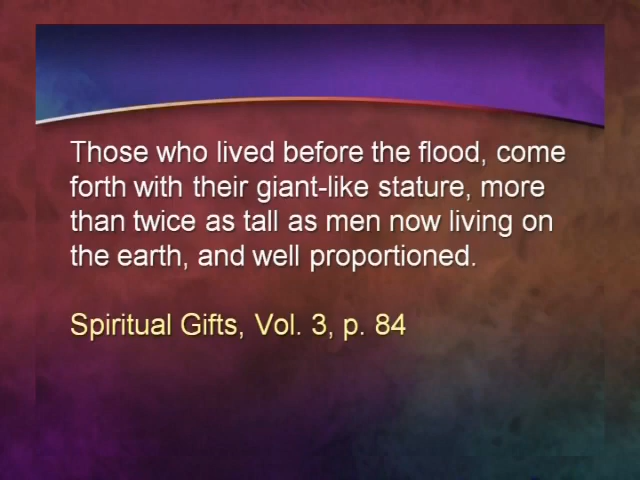 Those who lived before the flood, come
forth with their giant-like stature, more
than twice as tall as men now living on
the earth, and well proportioned.
Spiritual Gifts, Vol. 3, p. 84